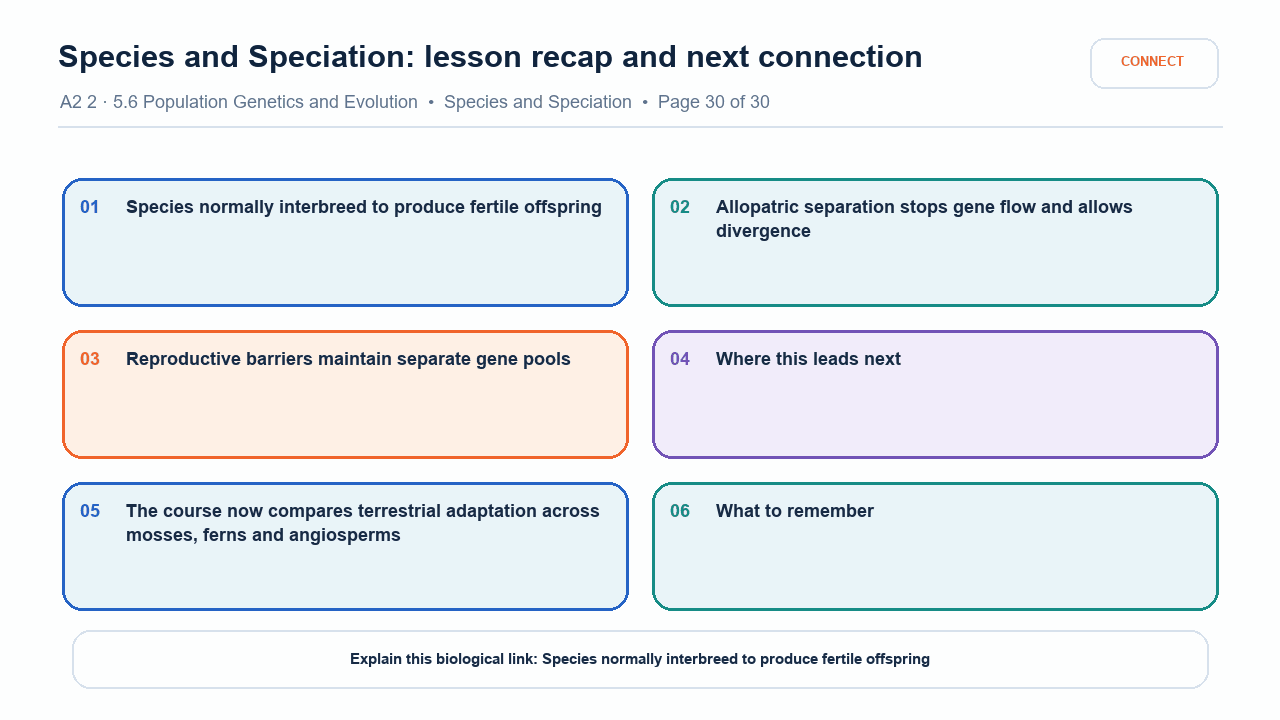 Species and Speciation: lesson recap and next connection
CONNECT
A2 2 · 5.6 Population Genetics and Evolution • Species and Speciation • Page 30 of 30
01 Species normally interbreed to produce fertile offspring
02 Allopatric separation stops gene flow and allows
divergence
03 Reproductive barriers maintain separate gene pools
04 Where this leads next
05 The course now compares terrestrial adaptation across
mosses, ferns and angiosperms
06 What to remember
Explain this biological link: Species normally interbreed to produce fertile offspring